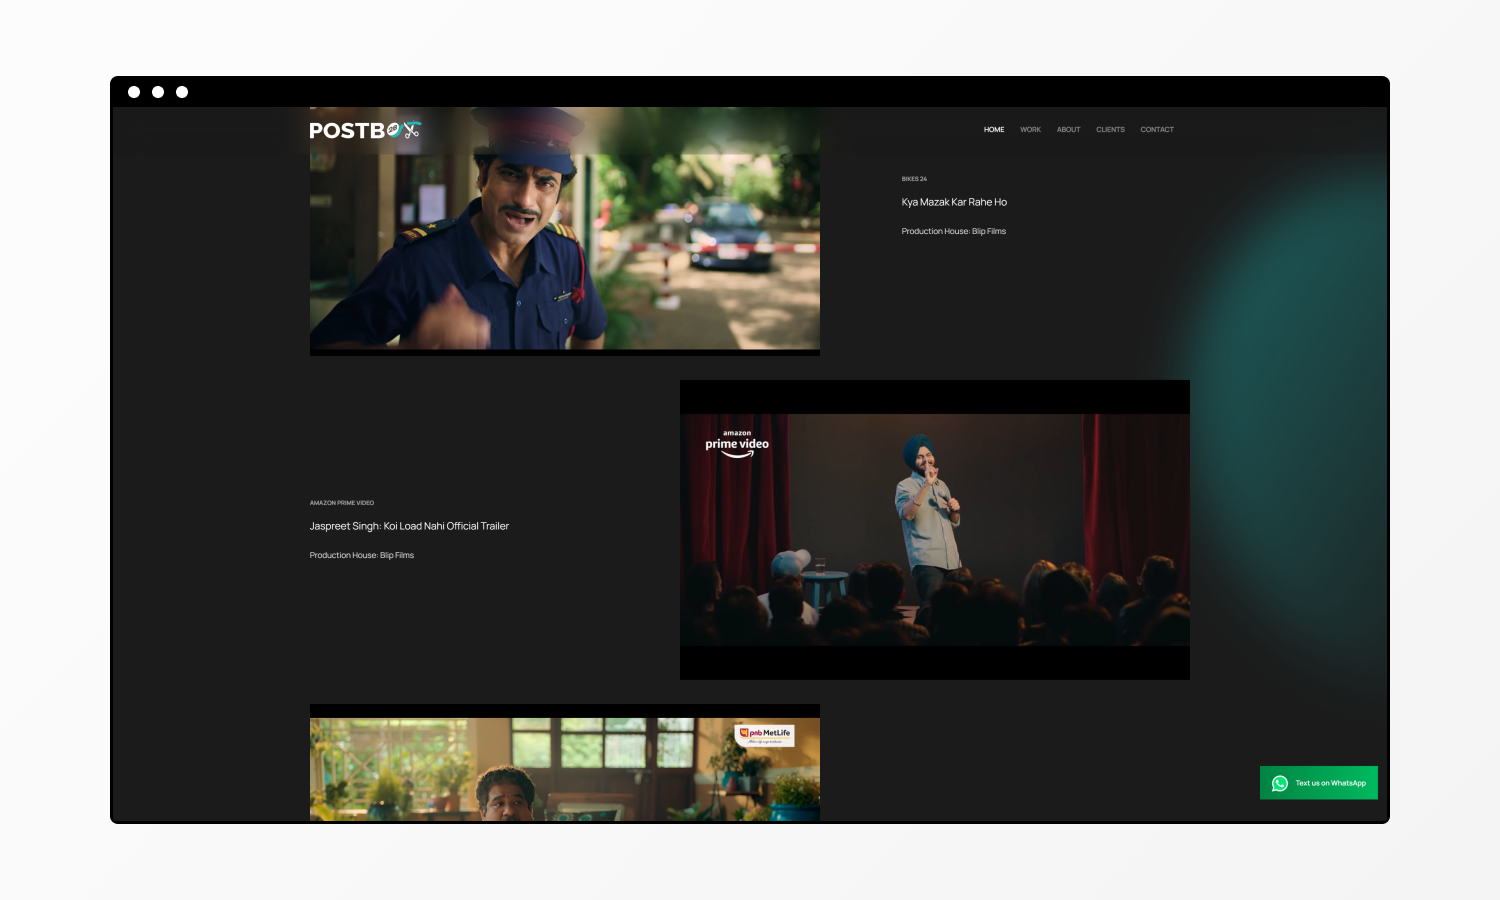 POSTBOX
HOME WORK ABOUT CLIENTS CONTACT
BIKES 24
Kya Mazak Kar Rahe Ho
Production House: Blip Films
amazon
prime video
AMAZON PRIME VIDEO
Jaspreet Singh: Koi Load Nahi Official Trailer
Production House: Blip Films
pnb MetLife
Text us on WhatsApp